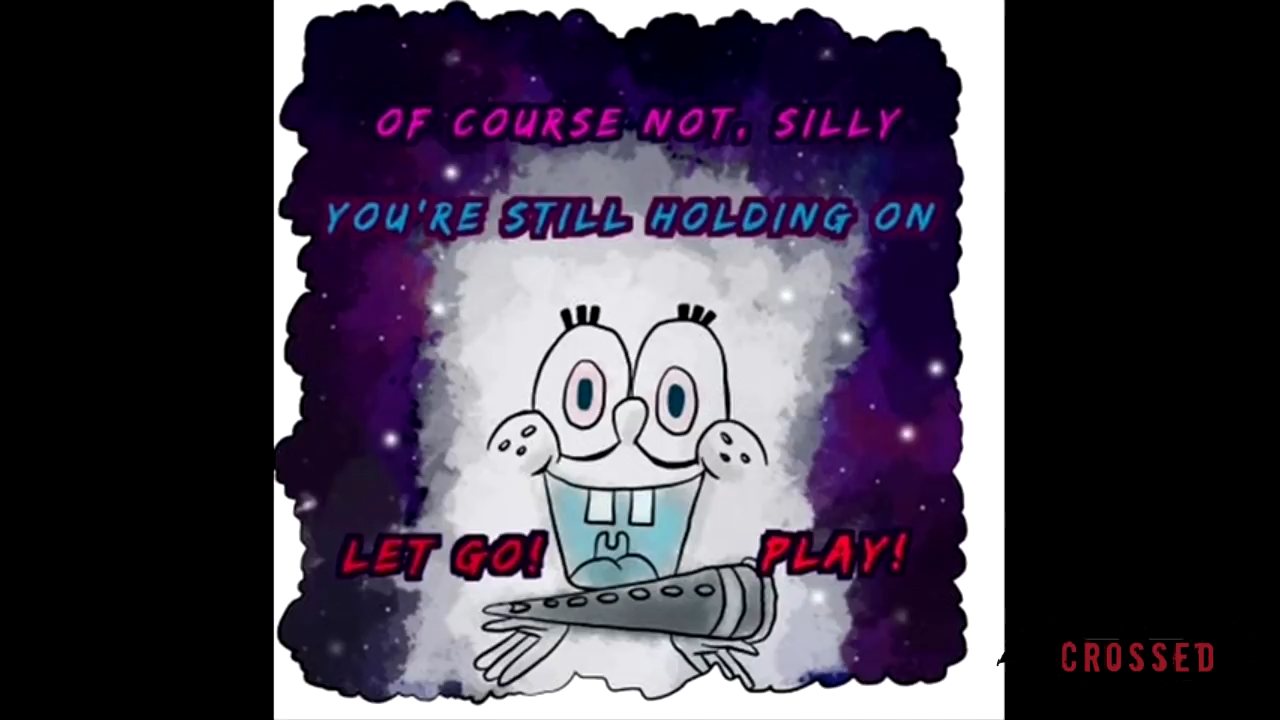 OF COURSE NOT, SILLY
YOU'RE STILL HOLDING ON
LET GO! PLAY!
CROSSED